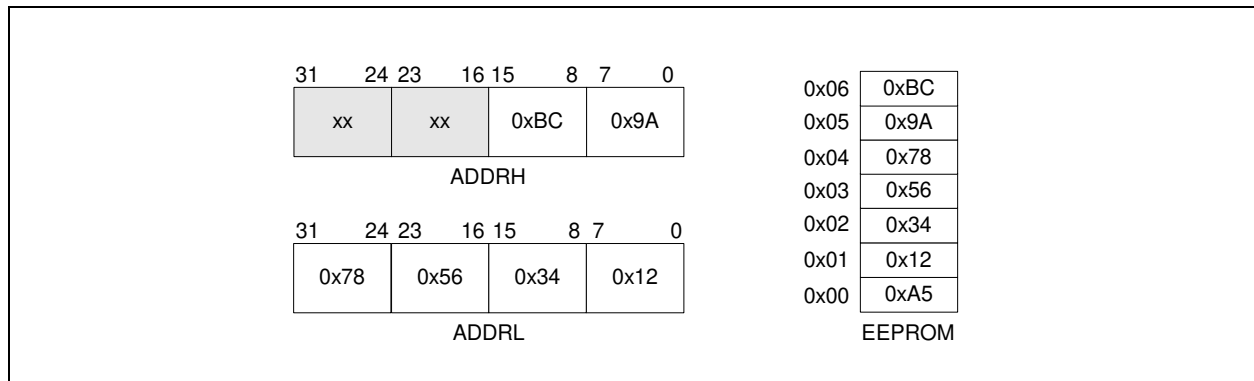 31 24 23 16 15 8 7 0
xx xx 0xBC 0x9A
ADDRH
31 24 23 16 15 8 7 0
0x78 0x56 0x34 0x12
ADDRL
0x06 0xBC
0x05 0x9A
0x04 0x78
0x03 0x56
0x02 0x34
0x01 0x12
0x00 0xA5
EEPROM